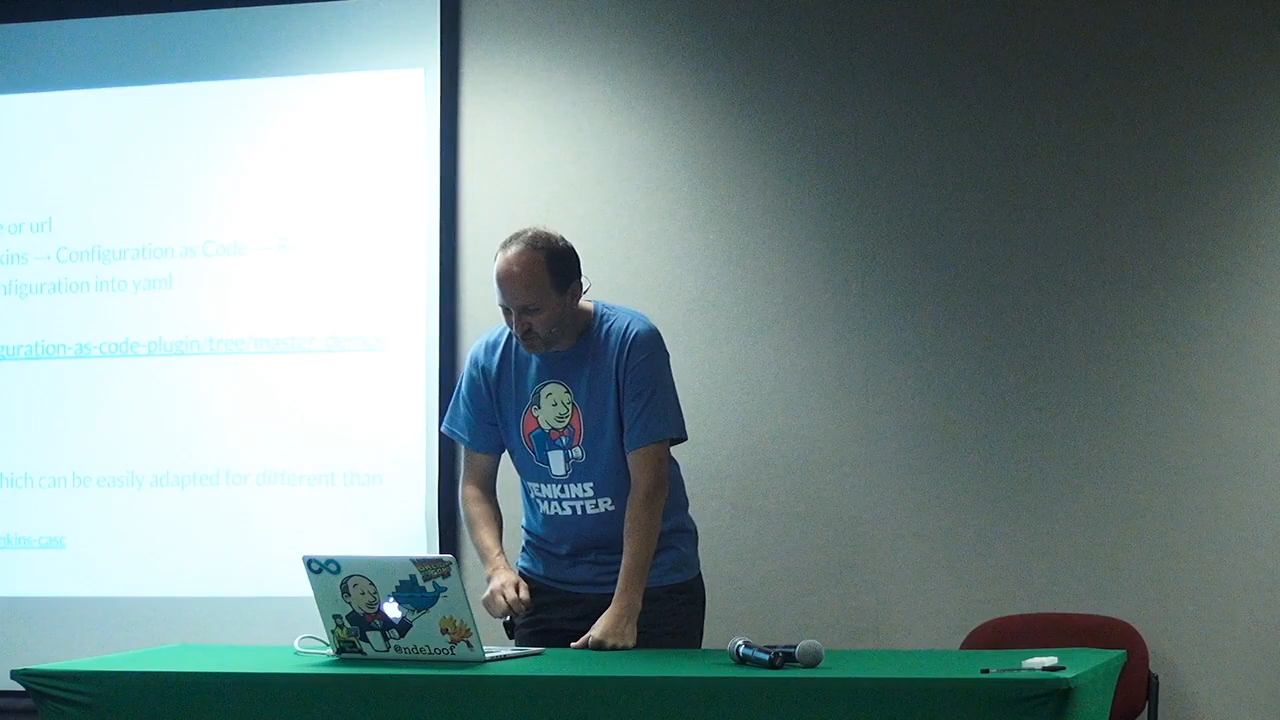 e or url
kins → Configuration as Code
nfiguration into yaml
guration-as-code-plugin/tree/master
hich can be easily adapted for different than
nkins-casc
JENKINS
MASTER
@ndeloof